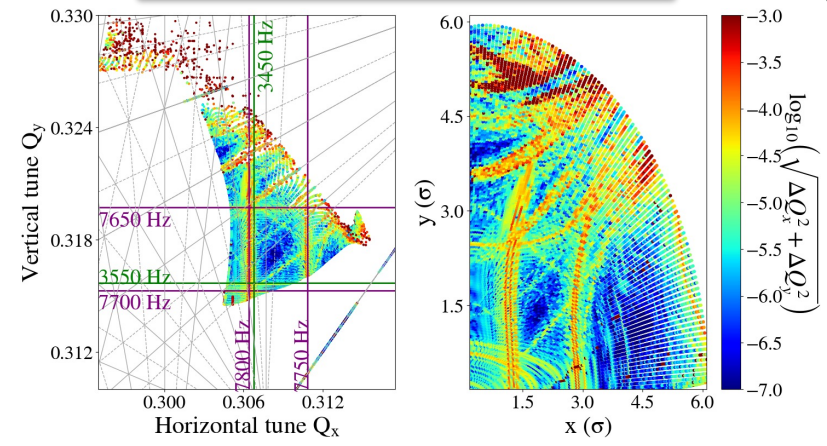 0.330
0.324
0.318
0.312
Vertical tune Q_y
0.300
0.306
0.312
Horizontal tune Q_x
3450 Hz
7650 Hz
3550 Hz
7700 Hz
7800 Hz
7750 Hz
6.0
4.5
3.0
1.5
y (σ)
1.5
3.0
4.5
6.0
x (σ)
−3.0
−3.5
−4.0
−4.5
−5.0
−5.5
−6.0
−6.5
−7.0
log₁₀(√ΔQ_x² + ΔQ_y²)